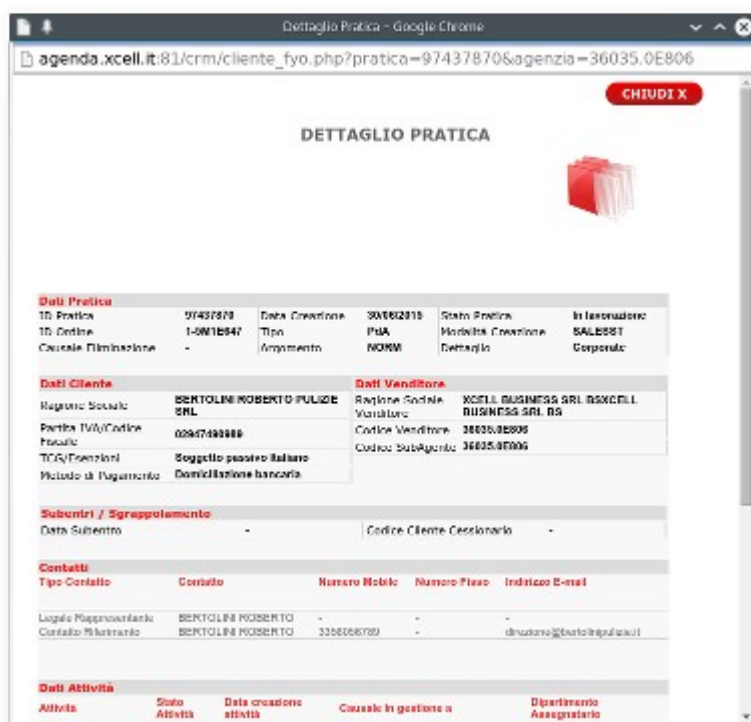 Dettaglio Pratica - Google Chrome
agenda.xcell.it:81/crm/cliente_fyo.php?pratica=97437870&agenzia=36035.0E806
CHIUDI X
DETTAGLIO PRATICA
Dati Pratica
ID Pratica 97437870 Data Creazione 30/06/2015 Stato Pratica In lavorazione
ID Ordine Tipo PdA Modalità Creazione SALESST
Causale Eliminazione - Argomento NORM Dettaglio Corporate
Dati Cliente Dati Venditore
Ragione Sociale BERTOLINI ROBERTO PULIZIE SRL Ragione Sociale Venditore XCELL BUSINESS SRL BSXCELL BUSINESS SRL BS
Partita IVA/Codice Fiscale 02947490989 Codice Venditore 36035.0E806
Codice SubAgente 36035.0E806
TCG/Esenzioni Soggetto passivo Italiano
Metodo di Pagamento Domiciliazione bancaria
Subentri / Sgrappolamento
Data Subentro - Codice Cliente Cessionario -
Contatti
Tipo Contatto Contatto Numero Mobile Numero Fisso Indirizzo E-mail
Legale Rappresentante BERTOLINI ROBERTO - - -
Contatto Riferimento BERTOLINI ROBERTO - direzione@bertolinipulizie.it
Dati Attività
Attività Stato Attività Data creazione attività Causale In gestione a Dipartimento Assegnatario